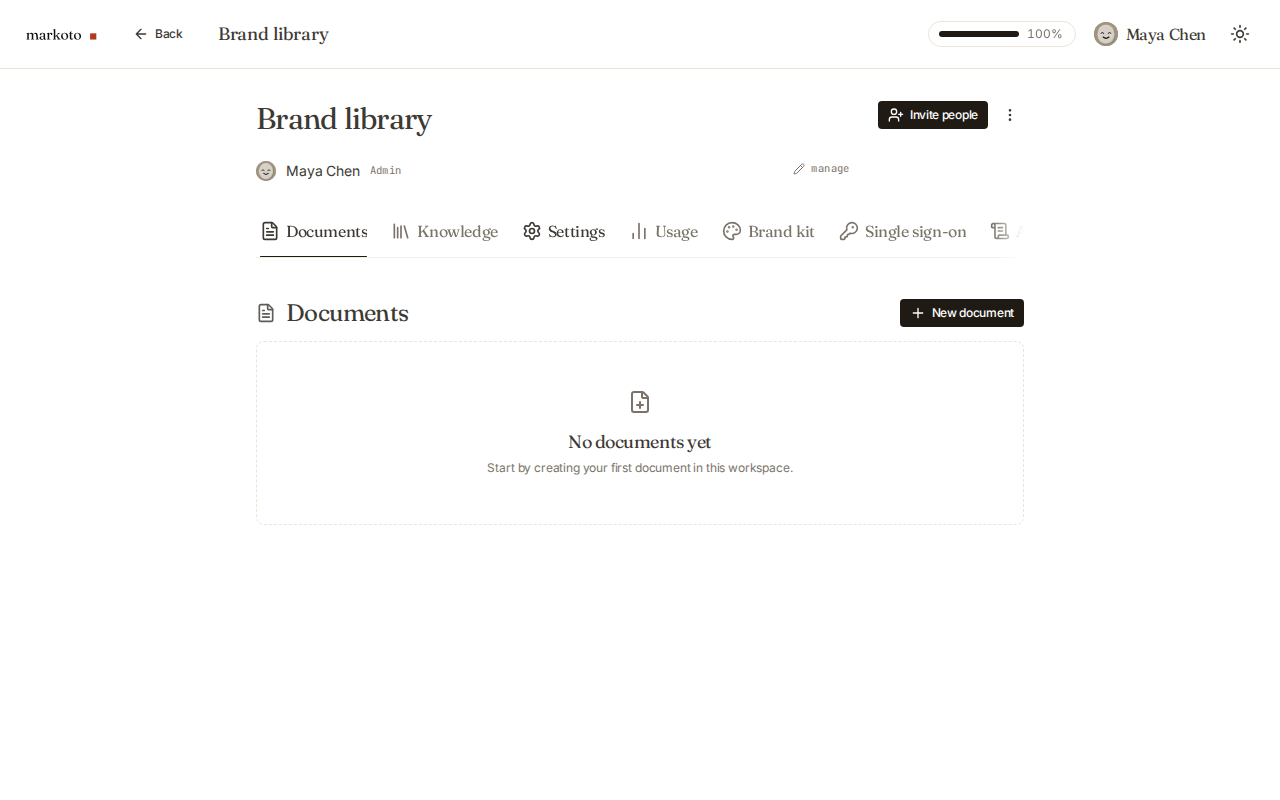 markoto
Back
Brand library
100%
Maya Chen
Brand library
Invite people
Maya Chen Admin
manage
Documents Knowledge Settings Usage Brand kit Single sign-on
Documents
New document
No documents yet
Start by creating your first document in this workspace.